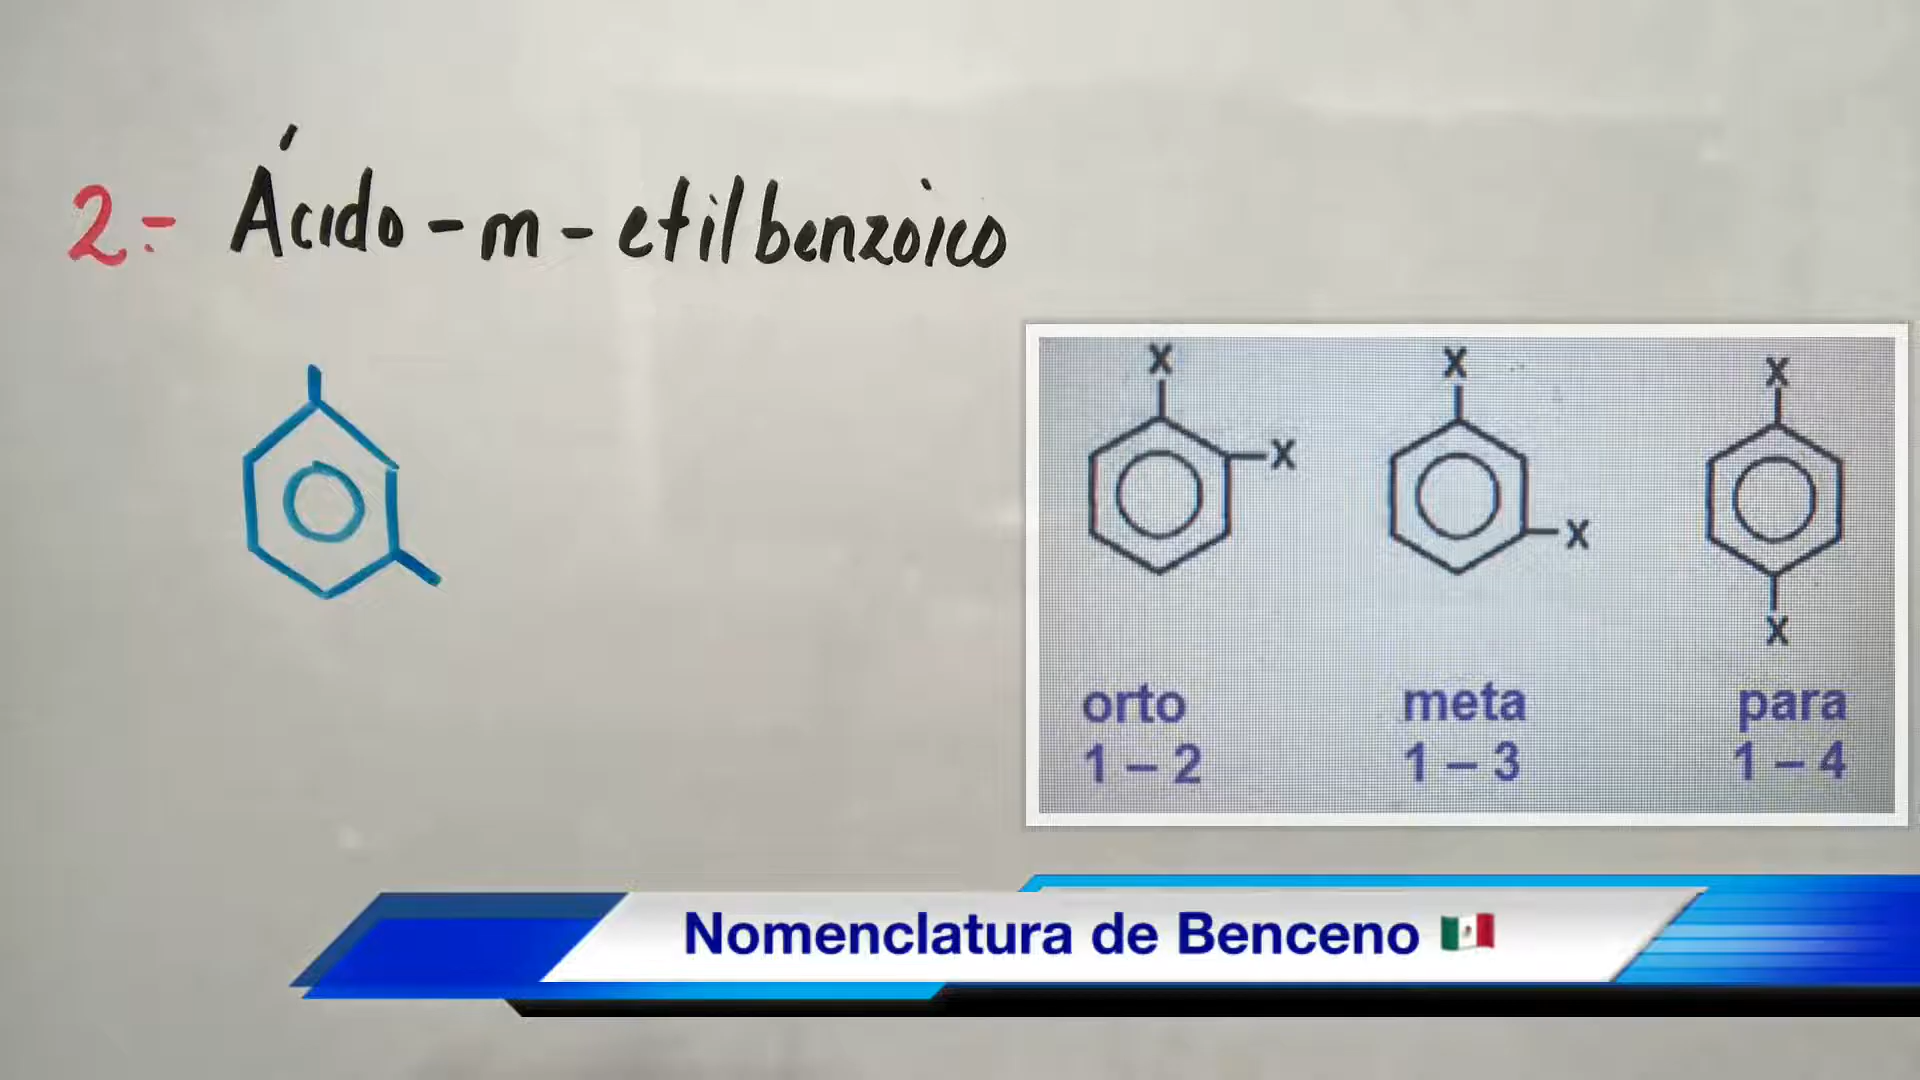 2.- Ácido - m - etilbenzoico
X X X
X X
X
orto meta para
1 – 2 1 – 3 1 – 4
Nomenclatura de Benceno 🇲🇽